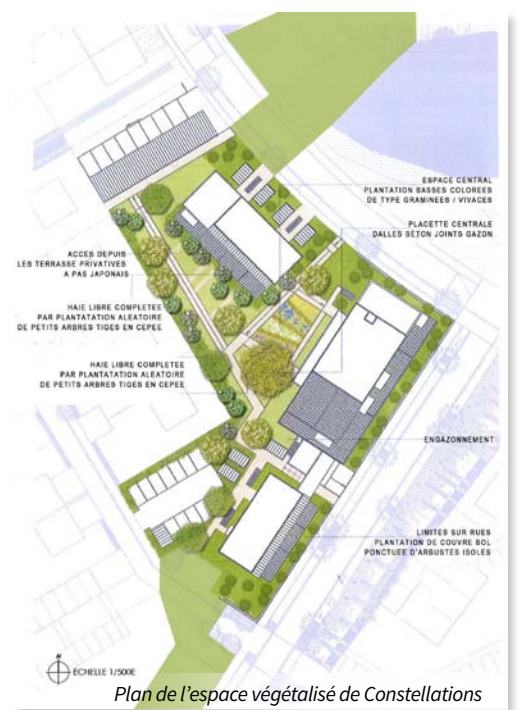 ESPACE CENTRAL
PLANTATION BASSES COLOREES
DE TYPE GRAMINEES / VIVACES
PLACETTE CENTRALE
DALLES BETON JOINTS GAZON
ACCES DEPUIS
LES TERRASSE PRIVATIVES
A PAS JAPONAIS
HAIE LIBRE COMPLETEE
PAR PLANTATATION ALEATOIRE
DE PETITS ARBRES TIGES EN CEPEE
HAIE LIBRE COMPLETEE
PAR PLANTATATION ALEATOIRE
DE PETITS ARBRES TIGES EN CEPEE
ENGAZONNEMENT
LIMITES SUR RUES
PLANTATION DE COUVRE SOL
PONCTUEE D'ARBUSTES ISOLES
N
ECHELLE 1/500E
Plan de l'espace végétalisé de Constellations